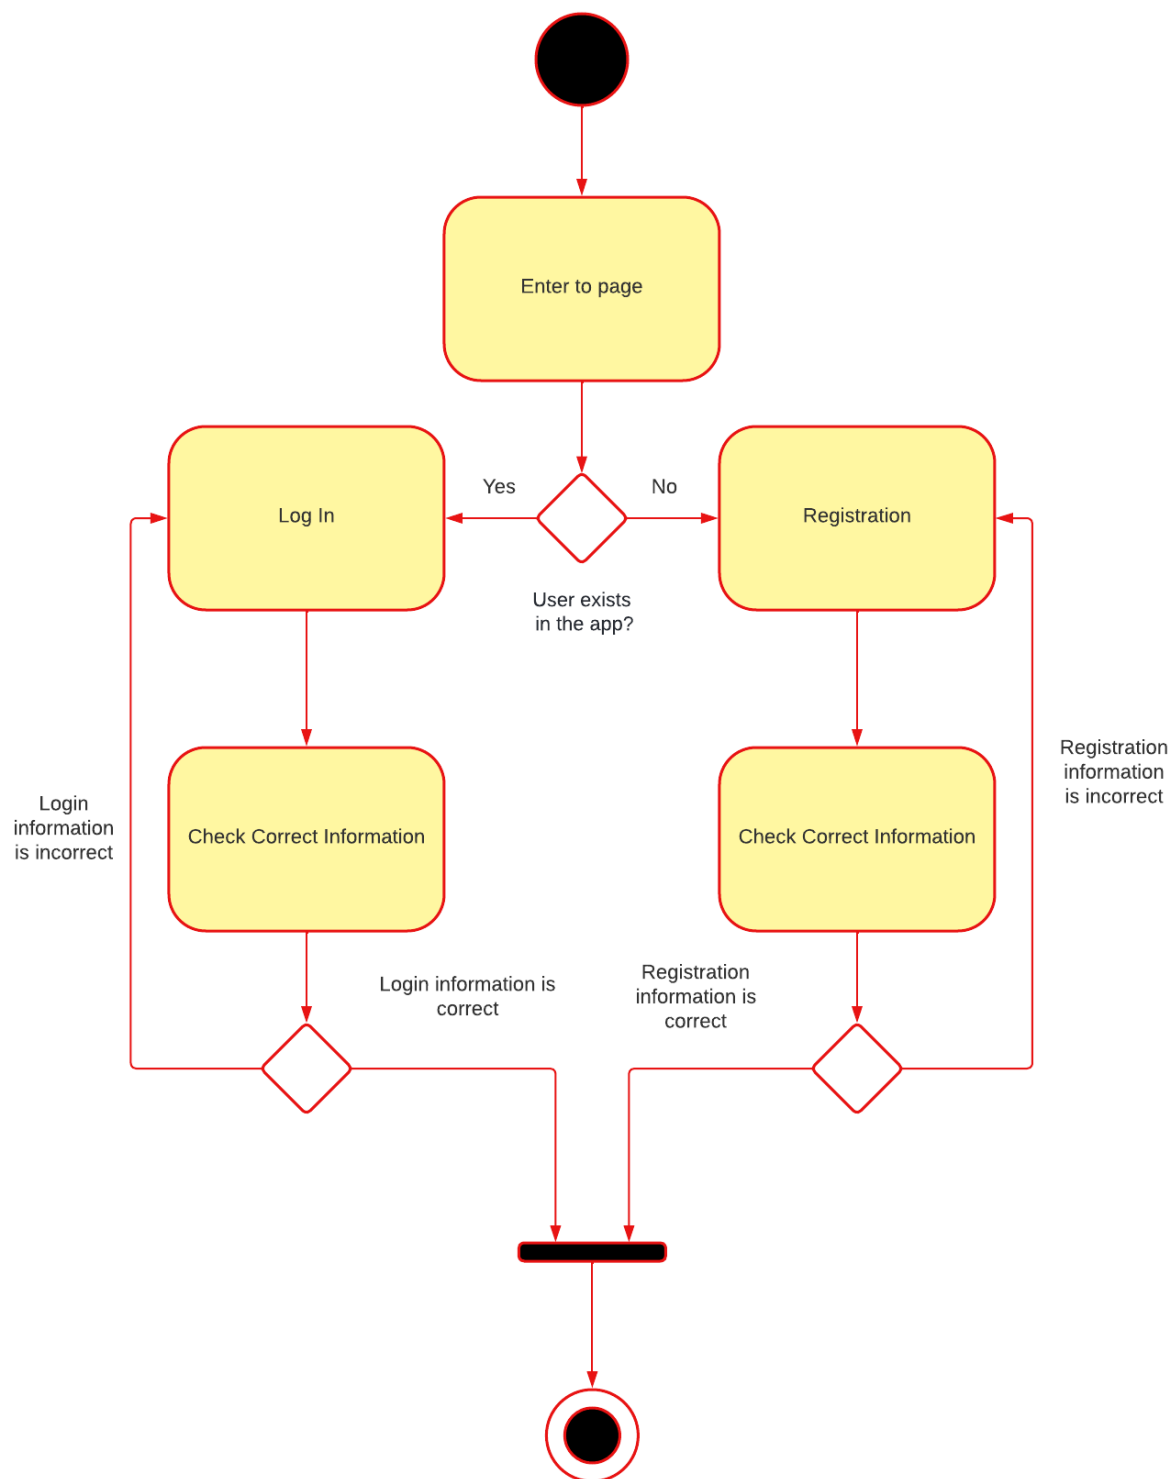 Enter to page
Log In
Yes
No
Registration
User exists
in the app?
Login
information
is incorrect
Check Correct Information
Check Correct Information
Registration
information
is incorrect
Login information is
correct
Registration
information is
correct